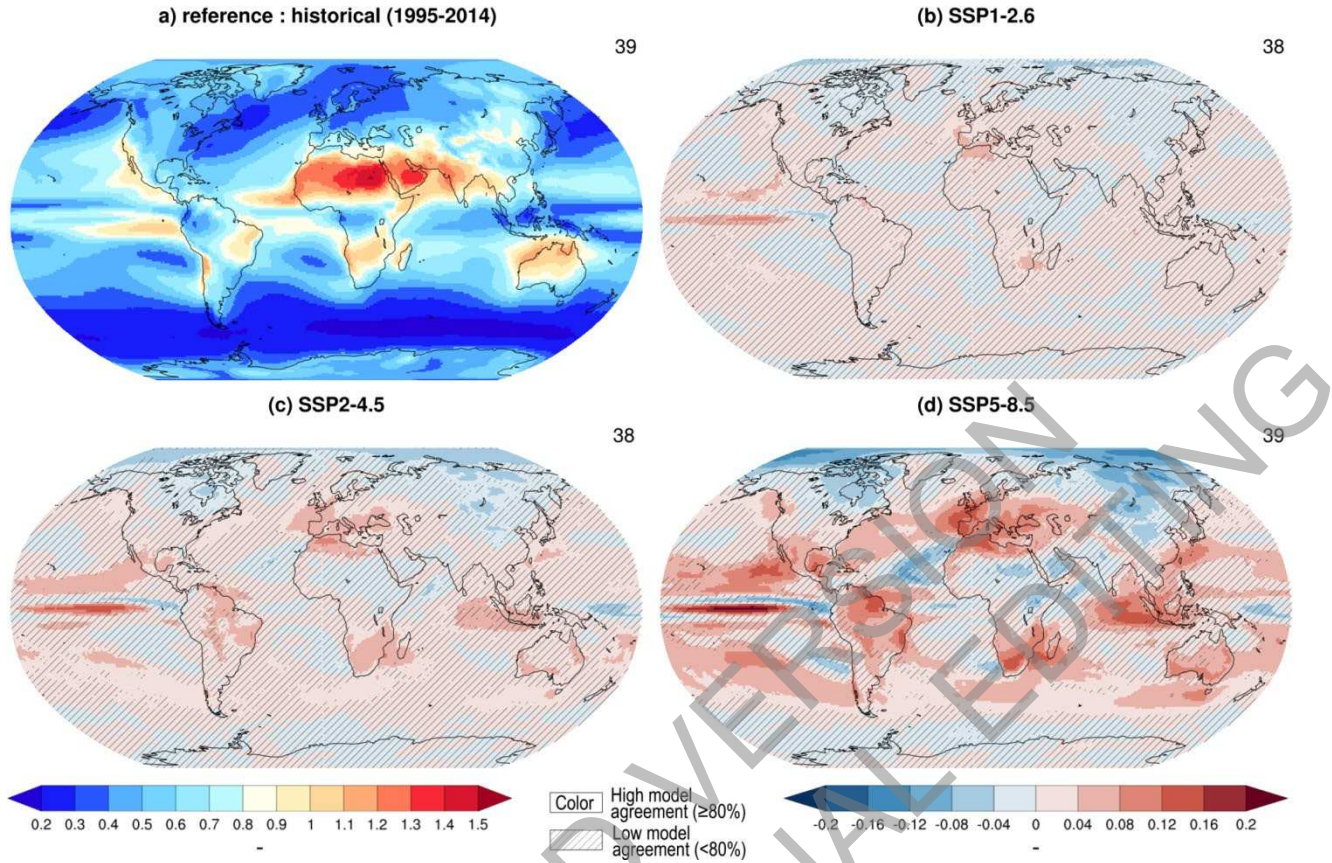 a) reference : historical (1995-2014)
39
(b) SSP1-2.6
38
(c) SSP2-4.5
38
(d) SSP5-8.5
39
0.2 0.3 0.4 0.5 0.6 0.7 0.8 0.9 1 1.1 1.2 1.3 1.4 1.5
-
Color
High model
agreement (≥80%)
Low model
agreement (<80%)
-0.2 -0.16 -0.12 -0.08 -0.04 0 0.04 0.08 0.12 0.16 0.2
-
D VERSION
NAL EDITING